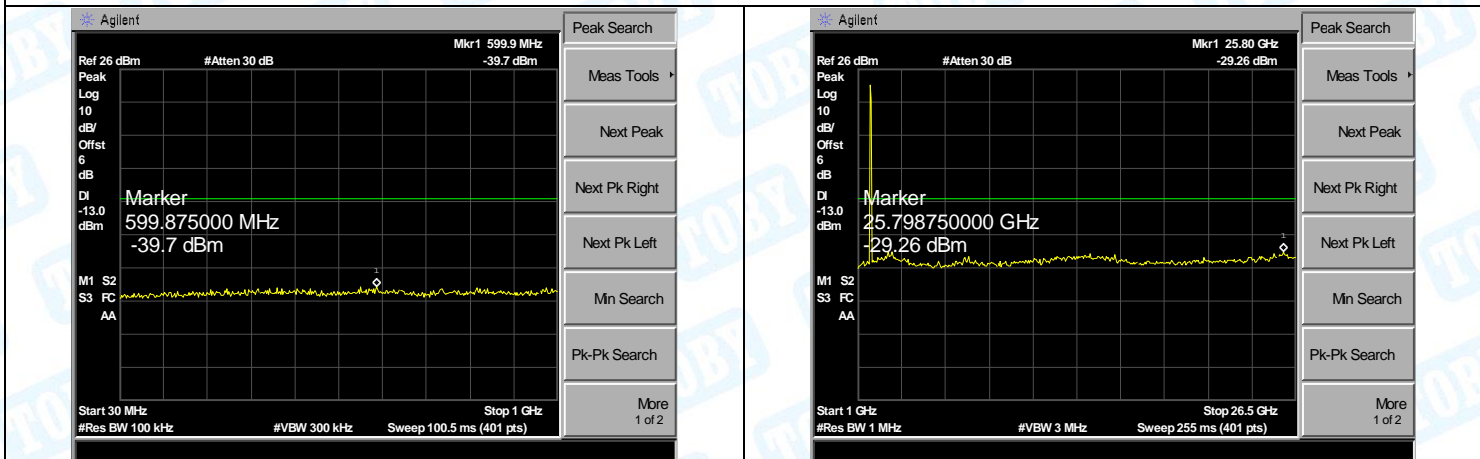 Agilent
Peak Search
Mkr1 599.9 MHz
Ref 26 dBm #Atten 30 dB -39.7 dBm
Peak
Log
10
dB/
Offst
6
dB
DI
-13.0
dBm
Marker
599.875000 MHz
-39.7 dBm
1
M1 S2
S3 FC
AA
Start 30 MHz Stop 1 GHz
#Res BW 100 kHz #VBW 300 kHz Sweep 100.5 ms (401 pts)
Meas Tools
Next Peak
Next Pk Right
Next Pk Left
Min Search
Pk-Pk Search
More
1 of 2
Agilent
Peak Search
Mkr1 25.80 GHz
Ref 26 dBm #Atten 30 dB -29.26 dBm
Peak
Log
10
dB/
Offst
6
dB
DI
-13.0
dBm
Marker
25.798750000 GHz
-29.26 dBm
1
M1 S2
S3 FC
AA
Start 1 GHz Stop 26.5 GHz
#Res BW 1 MHz #VBW 3 MHz Sweep 255 ms (401 pts)
Meas Tools
Next Peak
Next Pk Right
Next Pk Left
Min Search
Pk-Pk Search
More
1 of 2
TOBY